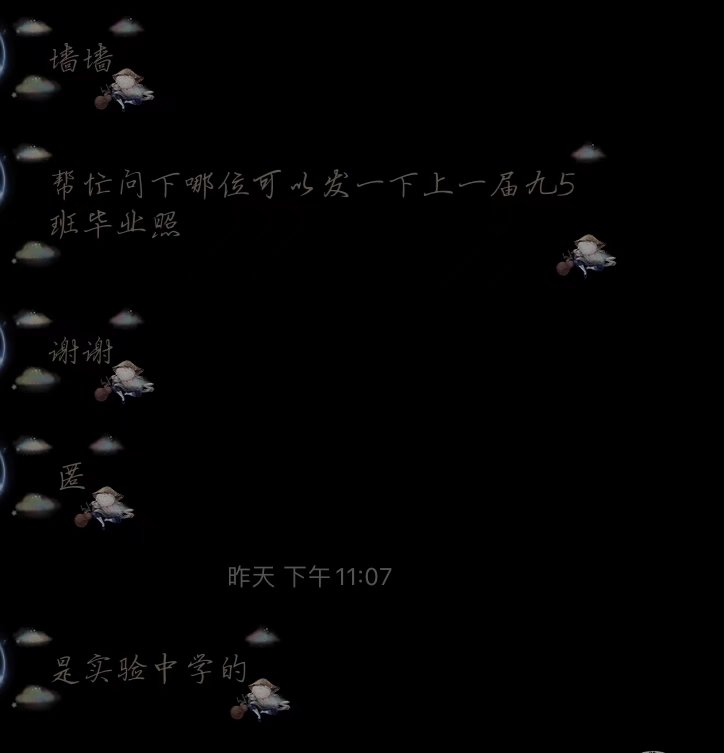 墙墙
帮忙问下哪位可以发一下上一届九5
班毕业照
谢谢
匿
昨天 下午11:07
是实验中学的